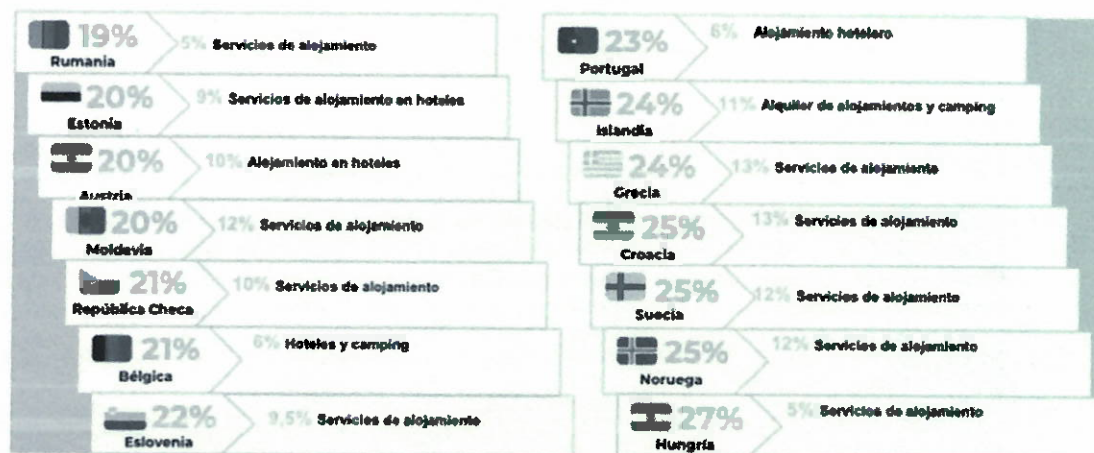 19%
Rumania
5% Servicios de alojamiento
20%
Estonia
9% Servicios de alojamiento en hoteles
20%
Austria
10% Alojamiento en hoteles
20%
Moldavia
12% Servicios de alojamiento
21%
República Checa
10% Servicios de alojamiento
21%
Bélgica
6% Hoteles y camping
22%
Eslovenia
9,5% Servicios de alojamiento
23%
Portugal
6% Alojamiento hotelero
24%
Islandia
11% Alquiler de alojamientos y camping
24%
Grecia
13% Servicios de alojamiento
25%
Croacia
13% Servicios de alojamiento
25%
Suecia
12% Servicios de alojamiento
25%
Noruega
12% Servicios de alojamiento
27%
Hungría
5% Servicios de alojamiento